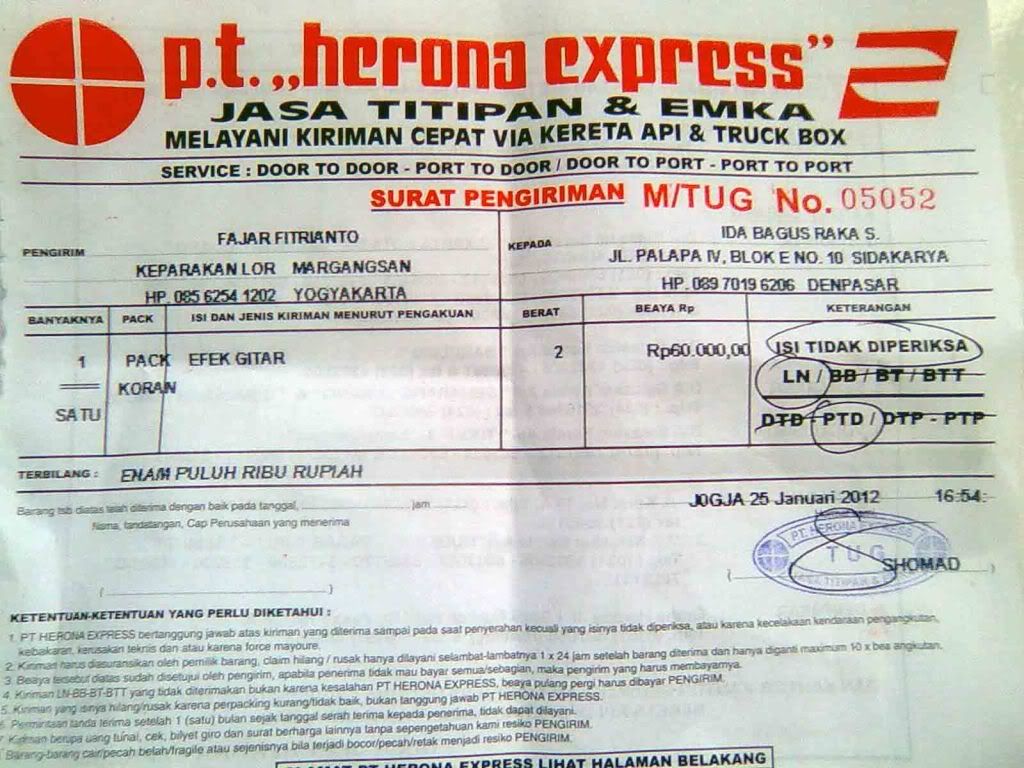 p.t. „herona express”
JASA TITIPAN & EMKA
MELAYANI KIRIMAN CEPAT VIA KERETA API & TRUCK BOX
SERVICE : DOOR TO DOOR - PORT TO DOOR / DOOR TO PORT - PORT TO PORT
SURAT PENGIRIMAN M/TUG No. 05052
PENGIRIM FAJAR FITRIANTO
KEPARAKAN LOR MARGANGSAN
HP. 085 6254 1202 YOGYAKARTA
KEPADA IDA BAGUS RAKA S.
JL. PALAPA IV, BLOK E NO. 10 SIDAKARYA
HP. 089 7019 6206 DENPASAR
BANYAKNYA PACK ISI DAN JENIS KIRIMAN MENURUT PENGAKUAN BERAT BEAYA Rp KETERANGAN
1 PACK EFEK GITAR 2 Rp60.000,00 ISI TIDAK DIPERIKSA
KORAN LN / BB / BT / BTT
SATU DTD - PTD / DTP - PTP
TERBILANG : ENAM PULUH RIBU RUPIAH
Barang tsb diatas telah diterima dengan baik pada tanggal, jam
Nama, tandatangan, Cap Perusahaan yang menerima
JOGJA 25 Januari 2012 16:54:
PT. HERONA EXPRESS
TUG
JASA TITIPAN &
SHOMAD
KETENTUAN-KETENTUAN YANG PERLU DIKETAHUI :
1. PT HERONA EXPRESS bertanggung jawab atas kiriman yang diterima sampai pada saat penyerahan kecuali yang isinya tidak diperiksa, atau karena kecelakaan kendaraan pengangkutan,
kebakaran, kerusakan teknis dan atau karena force mayoure.
2. Kiriman harus diasuransikan oleh pemilik barang, claim hilang / rusak hanya dilayani selambat-lambatnya 1 x 24 jam setelah barang diterima dan hanya diganti maximum 10 x bea angkutan.
3. Beaya tersebut diatas sudah disetujui oleh pengirim, apabila penerima tidak mau bayar semua/sebagian, maka pengirim yang harus membayarnya.
4. Kiriman LN-BB-BT-BTT yang tidak diterimakan bukan karena kesalahan PT HERONA EXPRESS, beaya pulang pergi harus dibayar PENGIRIM.
5. Kiriman yang isinya hilang/rusak karena perpacking kurang/tidak baik, bukan tanggung jawab PT HERONA EXPRESS.
6. Permintaan tanda terima setelah 1 (satu) bulan sejak tanggal serah terima kepada penerima, tidak dapat dilayani.
7. Kiriman berupa uang tunai, cek, bilyet giro dan surat berharga lainnya tanpa sepengetahuan kami resiko PENGIRIM.
Barang-barang cair/pecah belah/fragile atau sejenisnya bila terjadi bocor/pecah/retak menjadi resiko PENGIRIM.
ALAMAT PT HERONA EXPRESS LIHAT HALAMAN BELAKANG